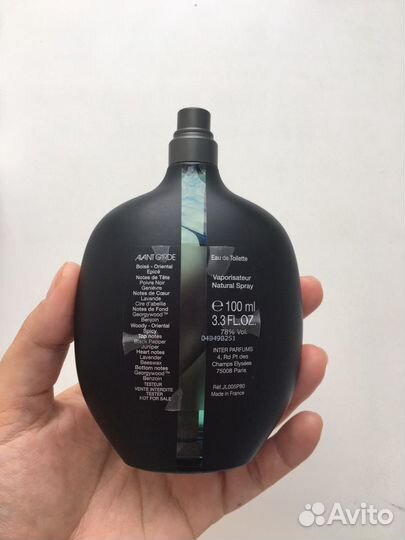 AVANT GARDE
Boisé - Oriental
Épicé
Notes de Tête
Poivre Noir
Genièvre
Notes de Cœur
Lavande
Cire d'abeille
Notes de Fond
Georgywood™
Benjoin
Woody - Oriental
Spicy
Top notes
Black Pepper
Juniper
Heart notes
Lavender
Beeswax
Bottom notes
Georgywood™
Benzoin
TESTEUR
VENTE INTERDITE
TESTER
NOT FOR SALE
Eau de Toilette
Vaporisateur
Natural Spray
℮ 100 ml
3.3 FL.OZ
78% Vol.
INTER PARFUMS
4, Rd Pt des
Champs Elysées
75008 Paris
Réf.JL005P80
Made in France
Avito